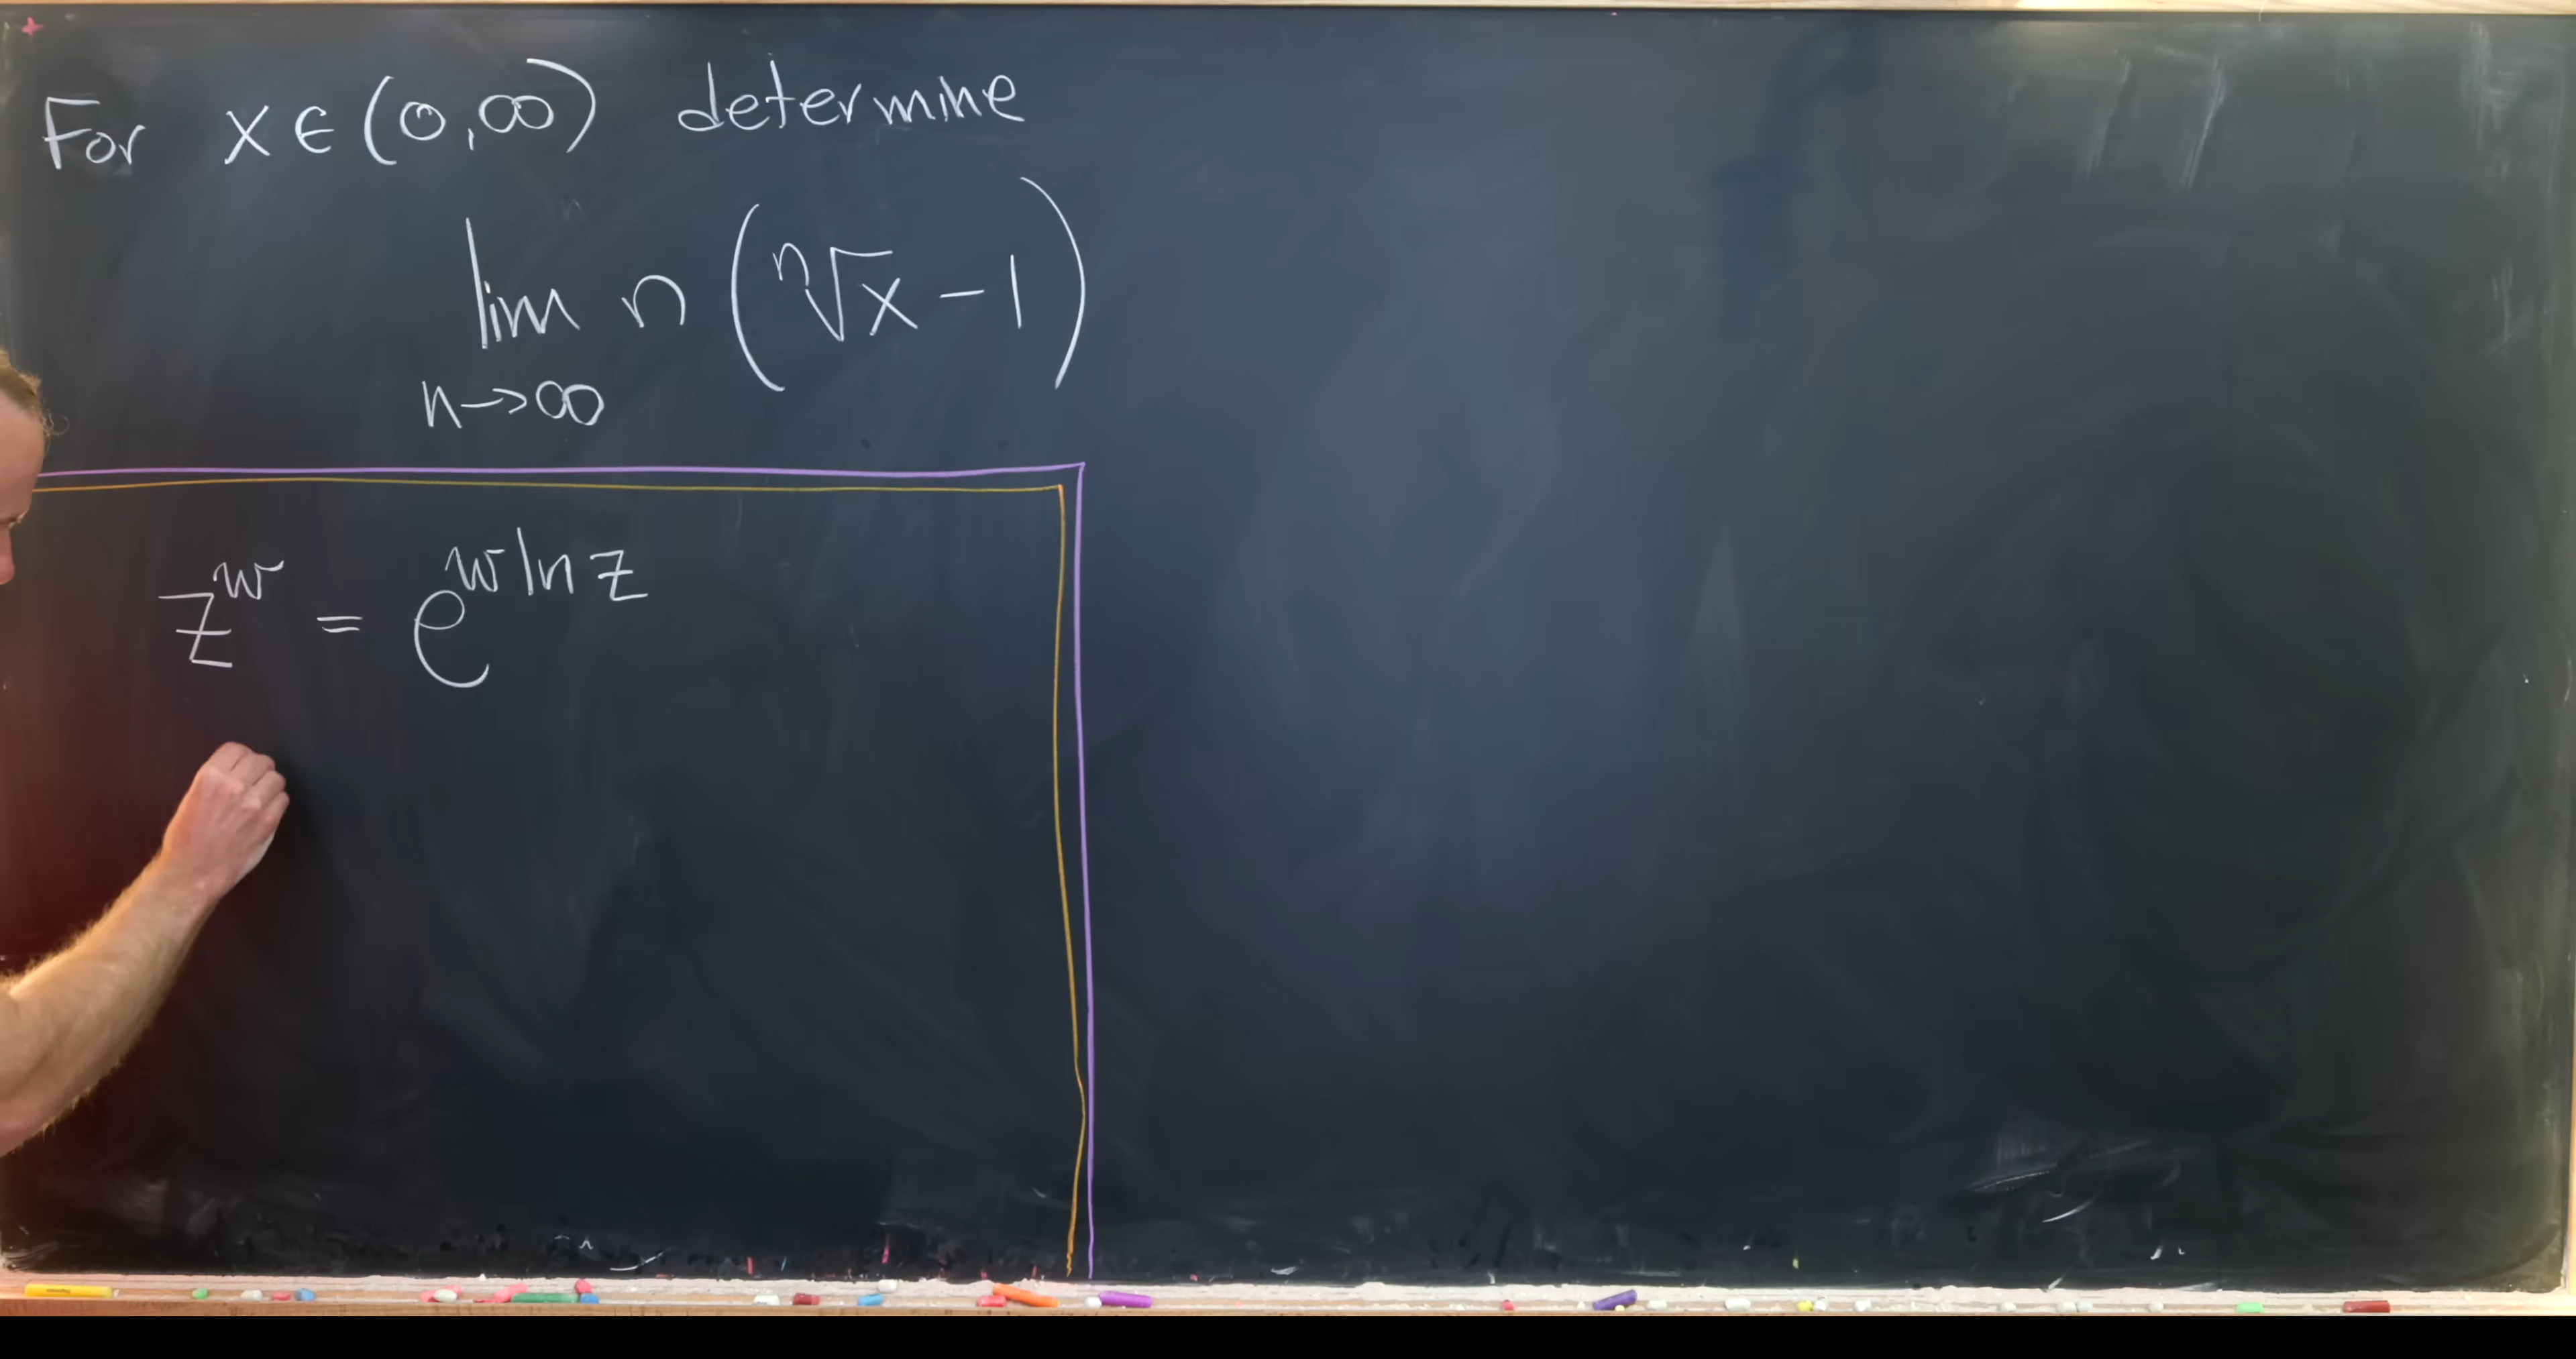 For x ∈ (0,∞) determine
lim n (ⁿ√x - 1)
n→∞
z^w = e^{w ln z}